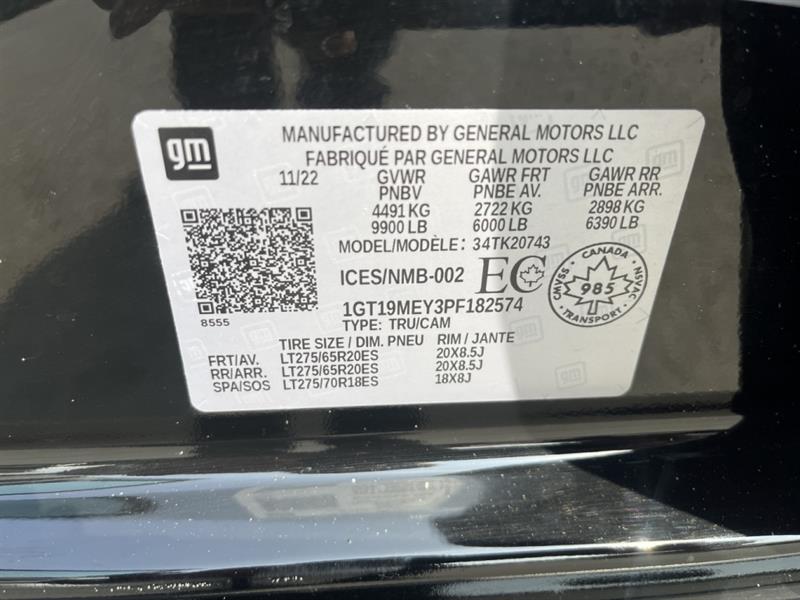 gm
MANUFACTURED BY GENERAL MOTORS LLC
FABRIQUÉ PAR GENERAL MOTORS LLC
11/22 GVWR GAWR FRT GAWR RR
PNBV PNBE AV. PNBE ARR.
4491 KG 2722 KG 2898 KG
9900 LB 6000 LB 6390 LB
MODEL/MODÈLE: 34TK20743
ICES/NMB-002 EC
CMVSS CANADA NSVAC
985
TRANSPORT
1GT19MEY3PF182574
8555 TYPE: TRU/CAM
TIRE SIZE / DIM. PNEU RIM / JANTE
FRT/AV. LT275/65R20ES 20X8.5J
RR/ARR. LT275/65R20ES 20X8.5J
SPA/SOS LT275/70R18ES 18X8J